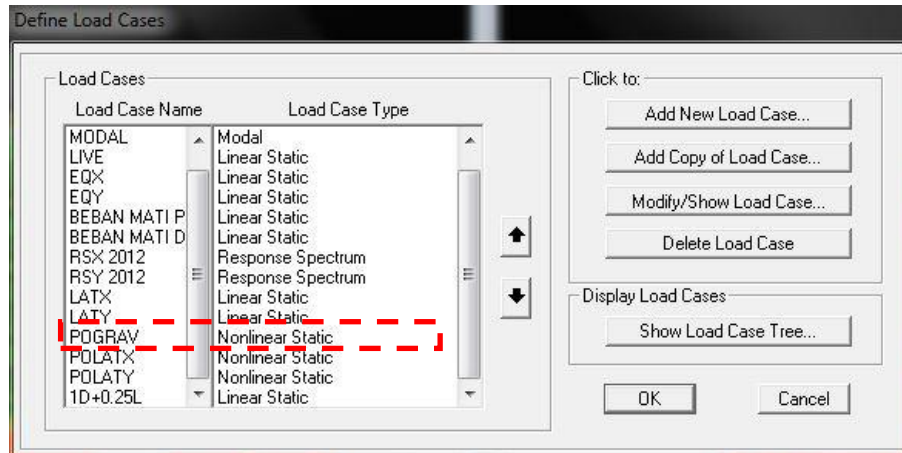 Define Load Cases
Load Cases
Load Case Name Load Case Type
MODAL Modal
LIVE Linear Static
EQX Linear Static
EQY Linear Static
BEBAN MATI P Linear Static
BEBAN MATI D Linear Static
RSX 2012 Response Spectrum
RSY 2012 Response Spectrum
LATX Linear Static
LATY Linear Static
POGRAV Nonlinear Static
POLATX Nonlinear Static
POLATY Nonlinear Static
1D+0.25L Linear Static
Click to:
Add New Load Case...
Add Copy of Load Case...
Modify/Show Load Case...
Delete Load Case
Display Load Cases
Show Load Case Tree...
OK Cancel